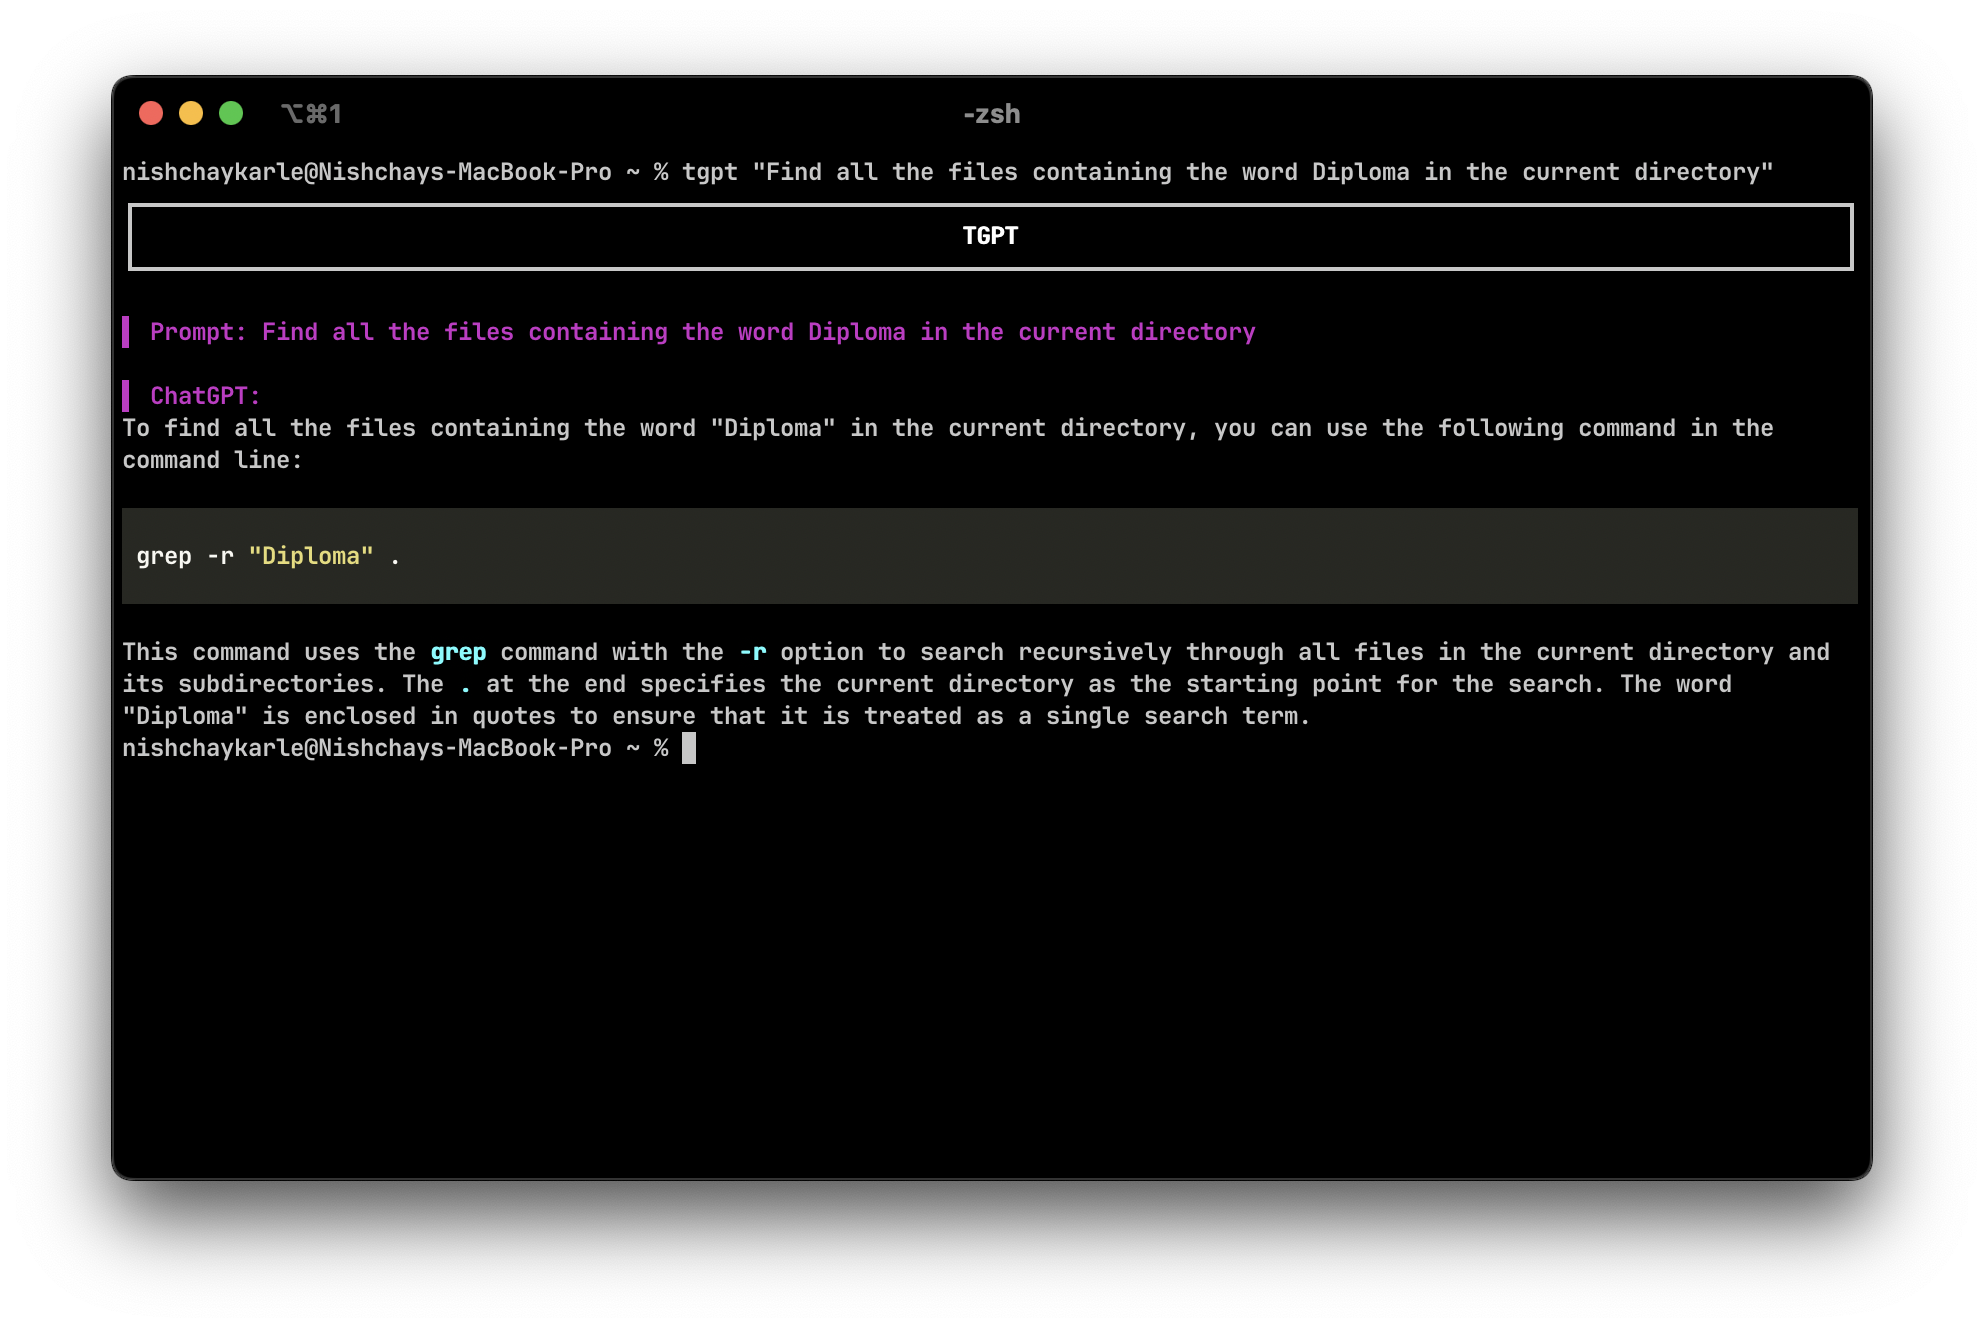 ⌥⌘1
-zsh
nishchaykarle@Nishchays-MacBook-Pro ~ % tgpt "Find all the files containing the word Diploma in the current directory"
TGPT
Prompt: Find all the files containing the word Diploma in the current directory
ChatGPT:
To find all the files containing the word "Diploma" in the current directory, you can use the following command in the
command line:
grep -r "Diploma" .
This command uses the grep command with the -r option to search recursively through all files in the current directory and
its subdirectories. The . at the end specifies the current directory as the starting point for the search. The word
"Diploma" is enclosed in quotes to ensure that it is treated as a single search term.
nishchaykarle@Nishchays-MacBook-Pro ~ %